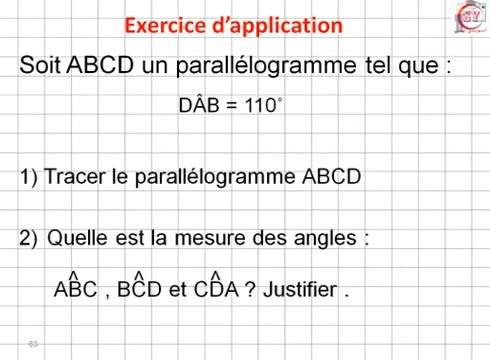 SY
Exercice d'application
Soit ABCD un parallélogramme tel que :
DÂB = 110°
1) Tracer le parallélogramme ABCD
2) Quelle est la mesure des angles :
AB̂C , BĈD et CD̂A ? Justifier .
63